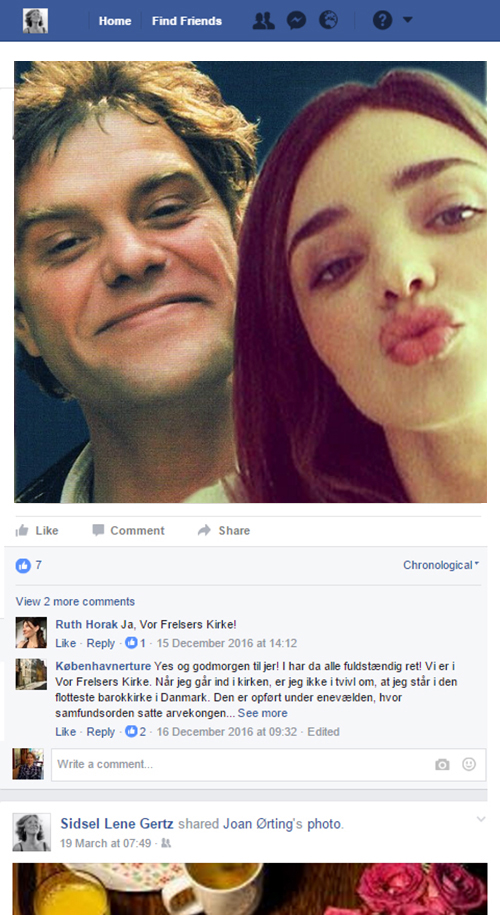 Home Find Friends
Like Comment Share
7 Chronological
View 2 more comments
Ruth Horak Ja, Vor Frelsers Kirke!
Like · Reply · 1 · 15 December 2016 at 14:12
Københavnerture Yes og godmorgen til jer! I har da alle fuldstændig ret! Vi er i
Vor Frelsers Kirke. Når jeg går ind i kirken, er jeg ikke i tvivl om, at jeg står i den
flotteste barokkirke i Danmark. Den er opført under enevælden, hvor
samfundsorden satte arvekongen... See more
Like · Reply · 2 · 16 December 2016 at 09:32 · Edited
Write a comment...
Sidsel Lene Gertz shared Joan Ørting's photo.
19 March at 07:49 ·